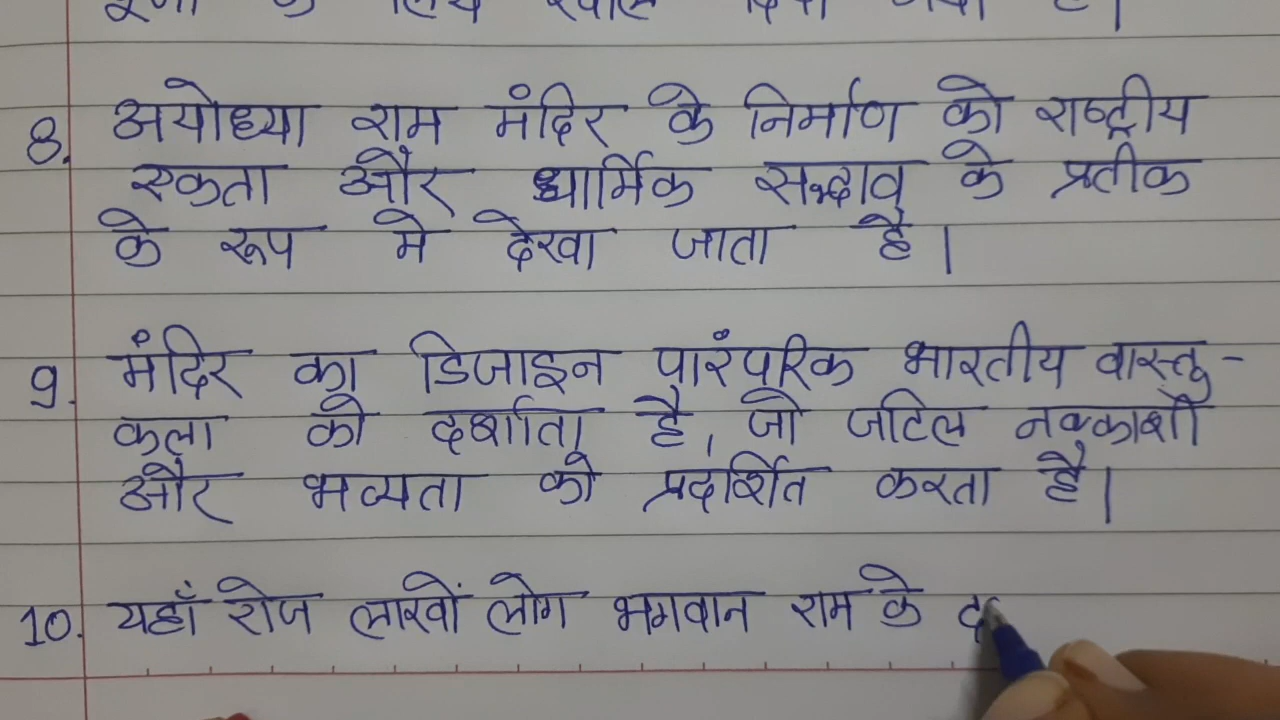 के लिए खोल दिया गया है।
8. अयोध्या राम मंदिर के निर्माण को राष्ट्रीय
एकता और धार्मिक सद्भाव के प्रतीक
के रूप मे देखा जाता है।
9. मंदिर का डिजाइन पारंपरिक भारतीय वास्तु-
कला को दर्शाता है, जो जटिल नक्काशी
और भव्यता को प्रदर्शित करता है।
10. यहाँ रोज लाखों लोग भगवान राम के